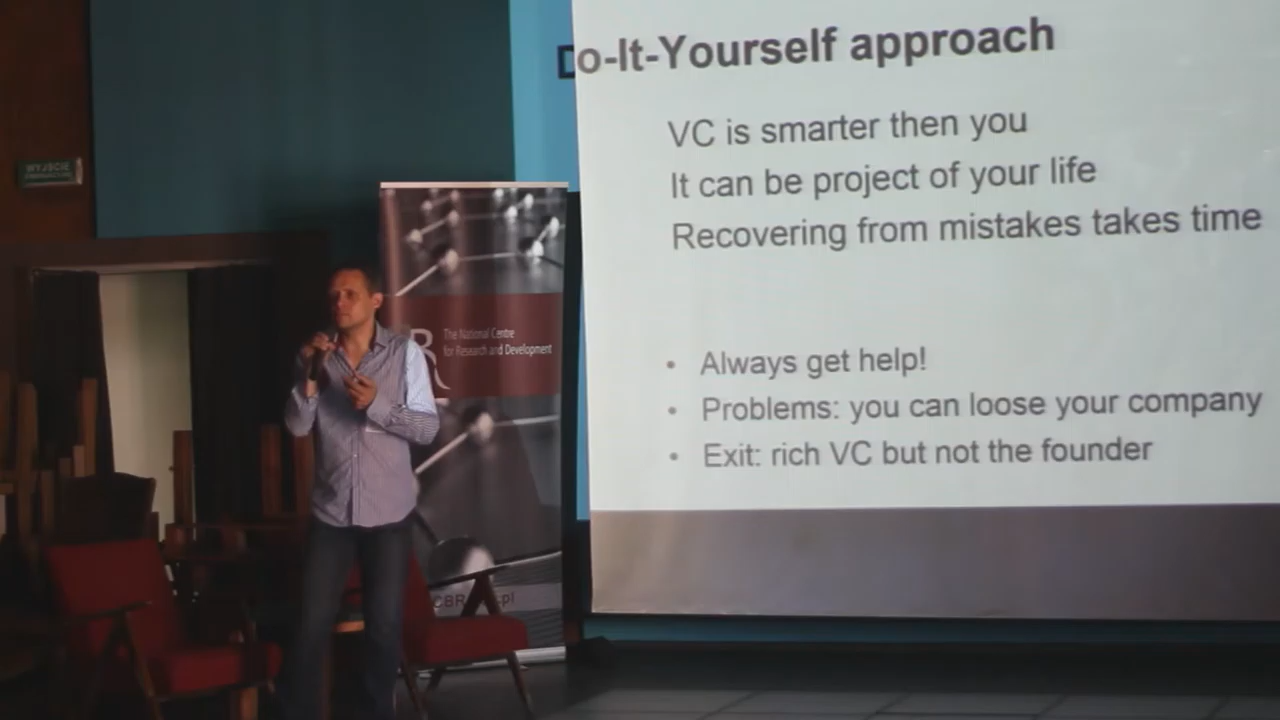 Do-It-Yourself approach
VC is smarter then you
It can be project of your life
Recovering from mistakes takes time
• Always get help!
• Problems: you can loose your company
• Exit: rich VC but not the founder
WYJŚCIE
R
The National Centre
for Research and Development